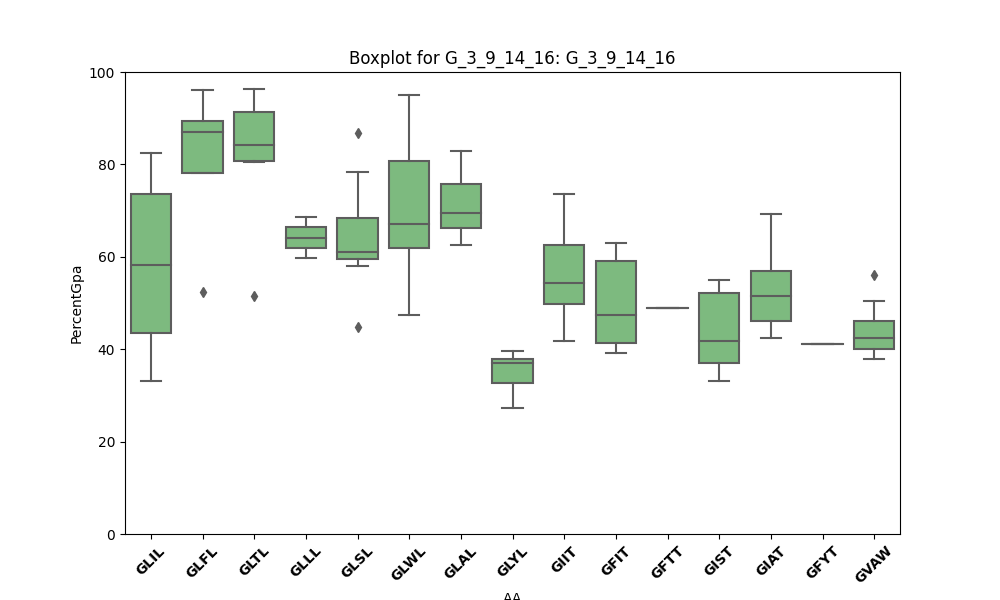 Boxplot for G_3_9_14_16: G_3_9_14_16
PercentGpa
100
80
60
40
20
0
GLIL GLFL GLTL GLLL GLSL GLWL GLAL GLYL GIIT GFIT GFTT GIST GIAT GFYT GVAW
AA